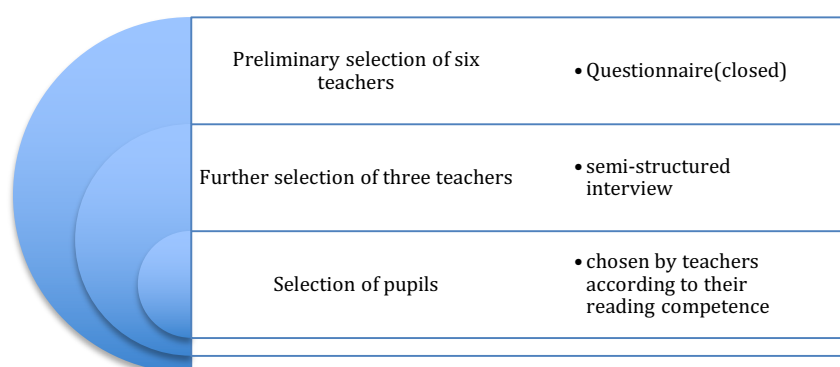 Preliminary selection of six
teachers
• Questionnaire(closed)
Further selection of three teachers
• semi-structured
interview
Selection of pupils
• chosen by teachers
according to their
reading competence